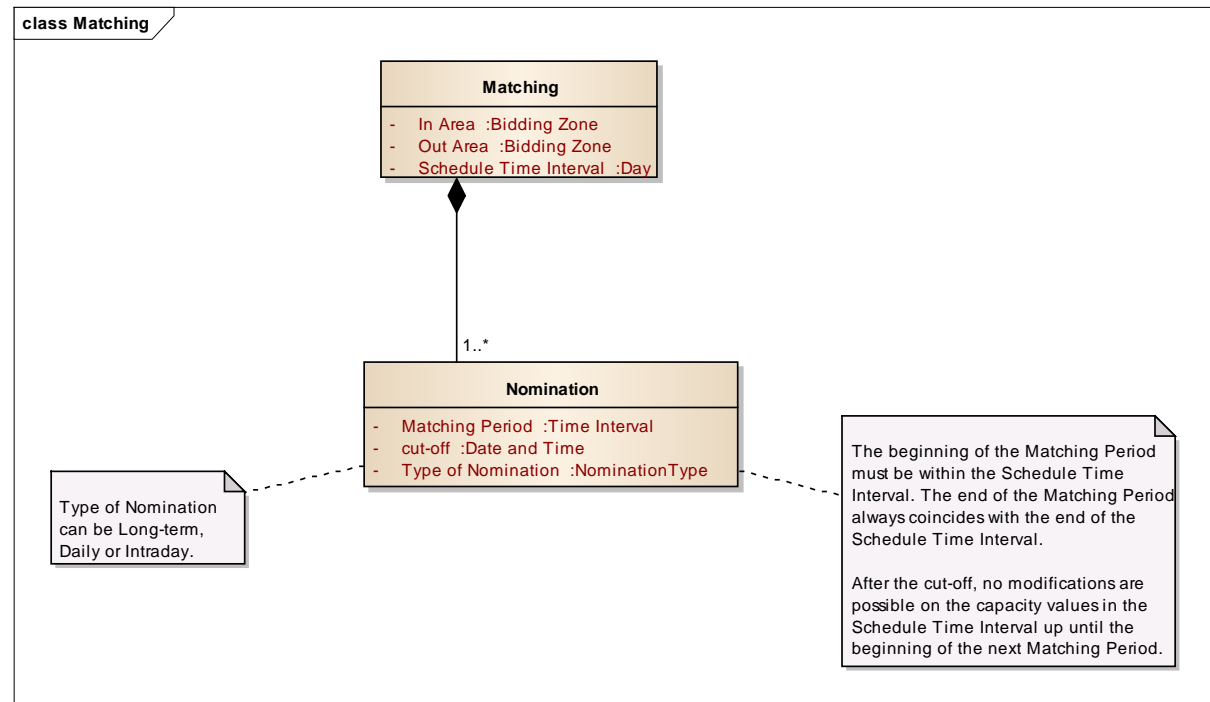 class Matching
Matching
- In Area :Bidding Zone
- Out Area :Bidding Zone
- Schedule Time Interval :Day
1..*
Nomination
- Matching Period :Time Interval
- cut-off :Date and Time
- Type of Nomination :NominationType
Type of Nomination
can be Long-term,
Daily or Intraday.
The beginning of the Matching Period
must be within the Schedule Time
Interval. The end of the Matching Period
always coincides with the end of the
Schedule Time Interval.
After the cut-off, no modifications are
possible on the capacity values in the
Schedule Time Interval up until the
beginning of the next Matching Period.